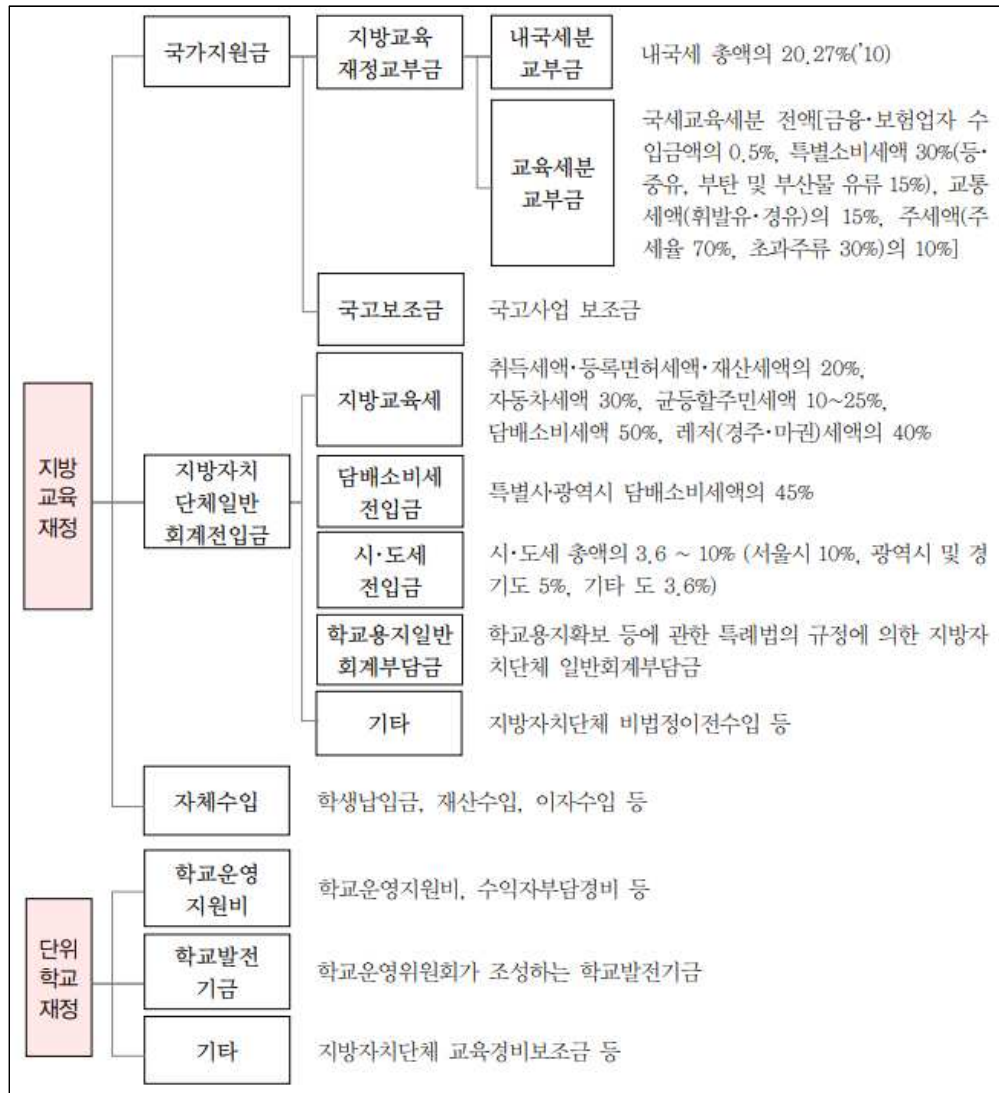 국가지원금
지방교육
재정교부금
내국세분
교부금
내국세 총액의 20.27%('10)
교육세분
교부금
국세교육세분 전액[금융·보험업자 수
입금액의 0.5%, 특별소비세액 30%(등·
중유, 부탄 및 부산물 유류 15%), 교통
세액(휘발유·경유)의 15%, 주세액(주
세율 70%, 초과주류 30%)의 10%]
국고보조금
국고사업 보조금
지방
교육
재정
지방자치
단체일반
회계전입금
지방교육세
취득세액·등록면허세액·재산세액의 20%,
자동차세액 30%, 균등할주민세액 10~25%,
담배소비세액 50%, 레저(경주·마권)세액의 40%
담배소비세
전입금
특별시·광역시 담배소비세액의 45%
시·도세
전입금
시·도세 총액의 3.6 ~ 10% (서울시 10%, 광역시 및 경
기도 5%, 기타 도 3.6%)
학교용지일반
회계부담금
학교용지확보 등에 관한 특례법의 규정에 의한 지방자
치단체 일반회계부담금
기타
지방자치단체 비법정이전수입 등
자체수입
학생납입금, 재산수입, 이자수입 등
단위
학교
재정
학교운영
지원비
학교운영지원비, 수익자부담경비 등
학교발전
기금
학교운영위원회가 조성하는 학교발전기금
기타
지방자치단체 교육경비보조금 등